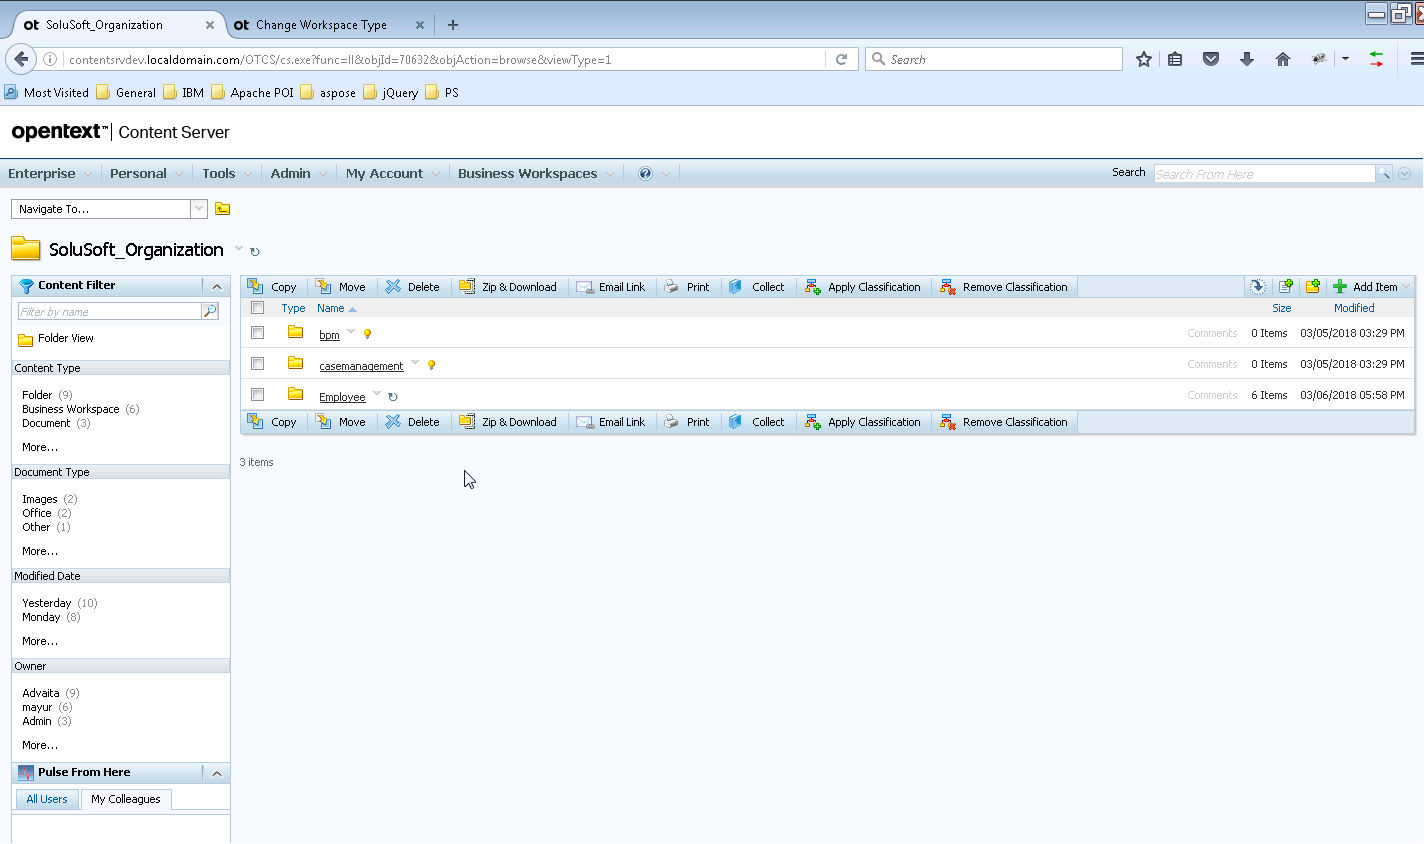 SoluSoft_Organization
Change Workspace Type
contentsrvdev.localdomain.com/OTCS/cs.exe?func=ll&objId=70632&objAction=browse&viewType=1
Search
Most Visited General IBM Apache POI aspose jQuery PS
opentext™ | Content Server
Enterprise Personal Tools Admin My Account Business Workspaces ? Search Search From Here
Navigate To...
SoluSoft_Organization
Content Filter
Filter by name
Folder View
Content Type
Folder (9)
Business Workspace (6)
Document (3)
More...
Document Type
Images (2)
Office (2)
Other (1)
More...
Modified Date
Yesterday (10)
Monday (8)
More...
Owner
Advaita (9)
mayur (6)
Admin (3)
More...
Pulse From Here
All Users My Colleagues
Copy Move Delete Zip & Download Email Link Print Collect Apply Classification Remove Classification Add Item
Type Name Size Modified
bpm Comments 0 Items 03/05/2018 03:29 PM
casemanagement Comments 0 Items 03/05/2018 03:29 PM
Employee Comments 6 Items 03/06/2018 05:58 PM
Copy Move Delete Zip & Download Email Link Print Collect Apply Classification Remove Classification
3 items